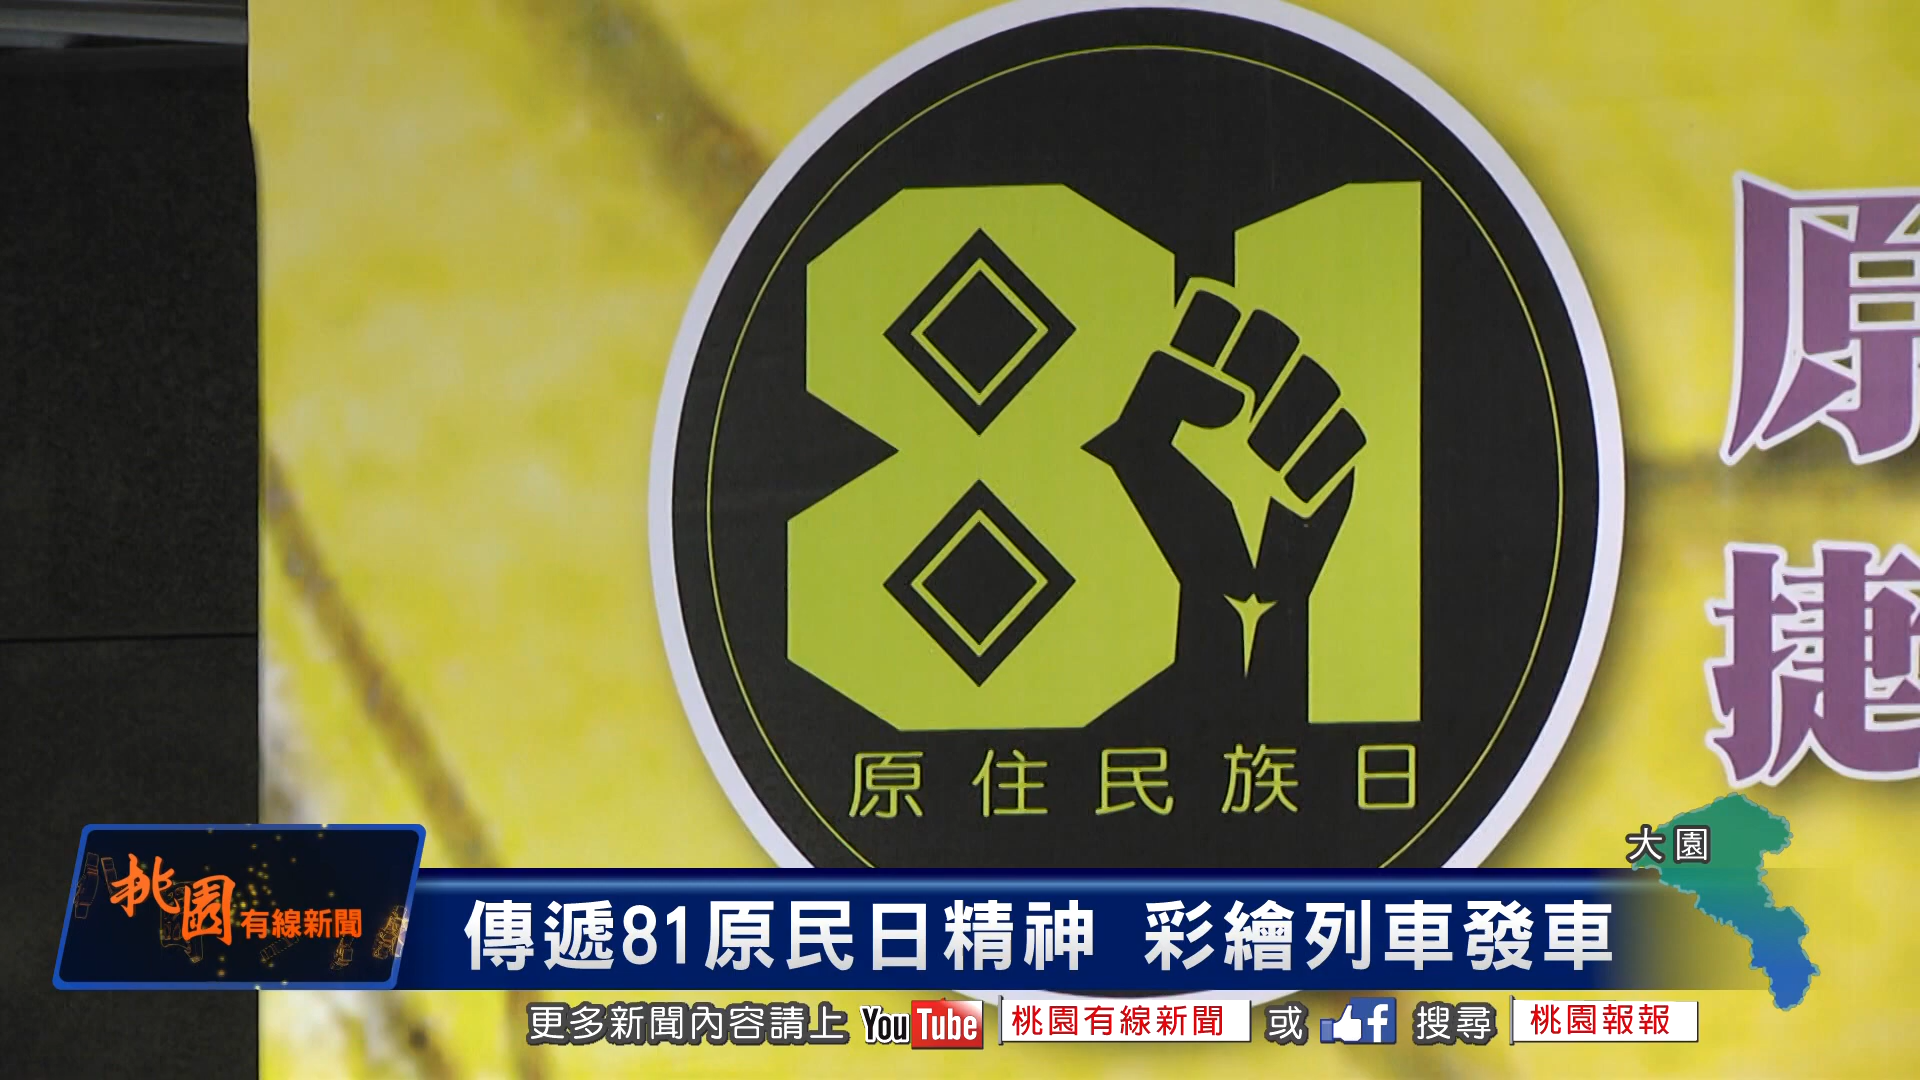 81
原住民族日
原
捷
大園
桃園有線新聞
傳遞81原民日精神 彩繪列車發車
更多新聞內容請上 YouTube 桃園有線新聞 或 f 搜尋 桃園報報